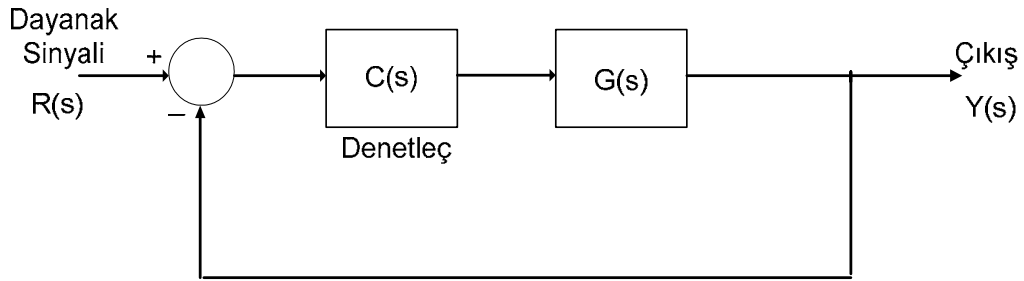 Dayanak
Sinyali
R(s)
+
−
C(s)
Denetleç
G(s)
Çıkış
Y(s)